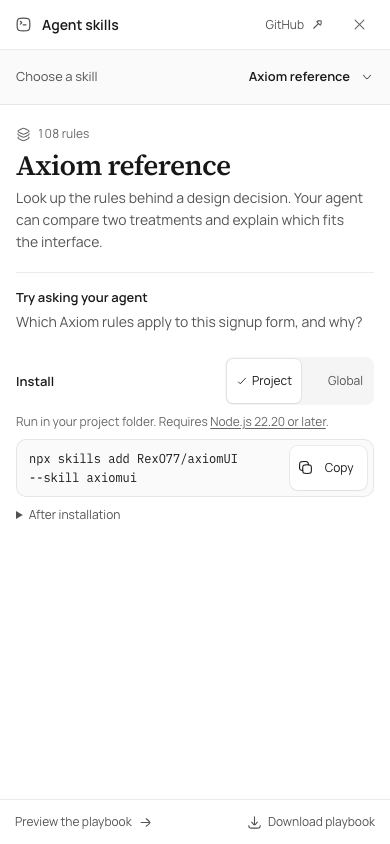 Agent skills
GitHub
Choose a skill
Axiom reference
108 rules
Axiom reference
Look up the rules behind a design decision. Your agent
can compare two treatments and explain which fits
the interface.
Try asking your agent
Which Axiom rules apply to this signup form, and why?
Install
Project
Global
Run in your project folder. Requires Node.js 22.20 or later.
npx skills add RexO77/axiomUI
--skill axiomui
Copy
After installation
Preview the playbook
Download playbook